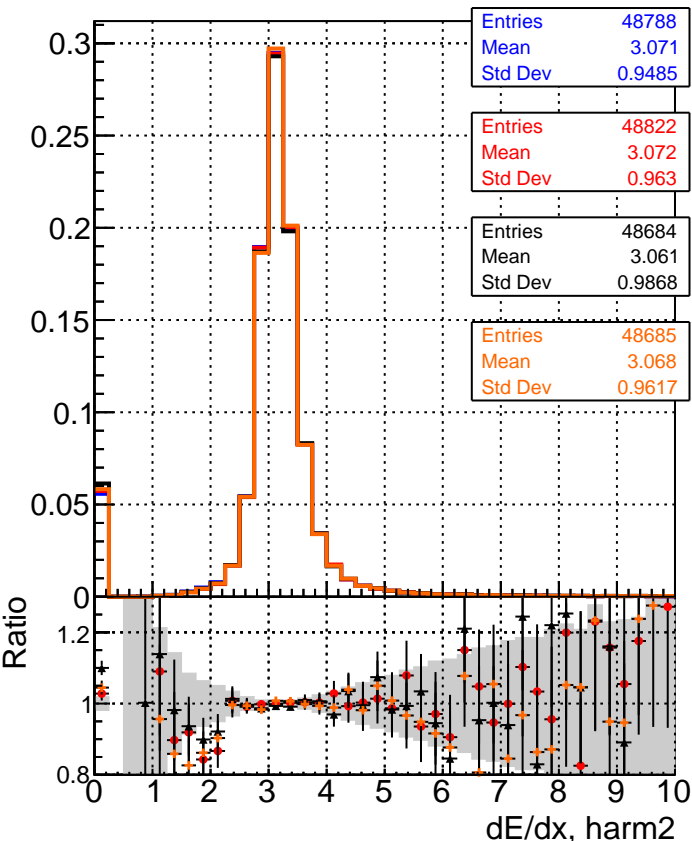 Entries 48788
Mean 3.071
Std Dev 0.9485
Entries 48822
Mean 3.072
Std Dev 0.963
Entries 48684
Mean 3.061
Std Dev 0.9868
Entries 48685
Mean 3.068
Std Dev 0.9617
0.3
0.25
0.2
0.15
0.1
0.05
0
Ratio
1.2
1
0.8
0 1 2 3 4 5 6 7 8 9 10
dE/dx, harm2